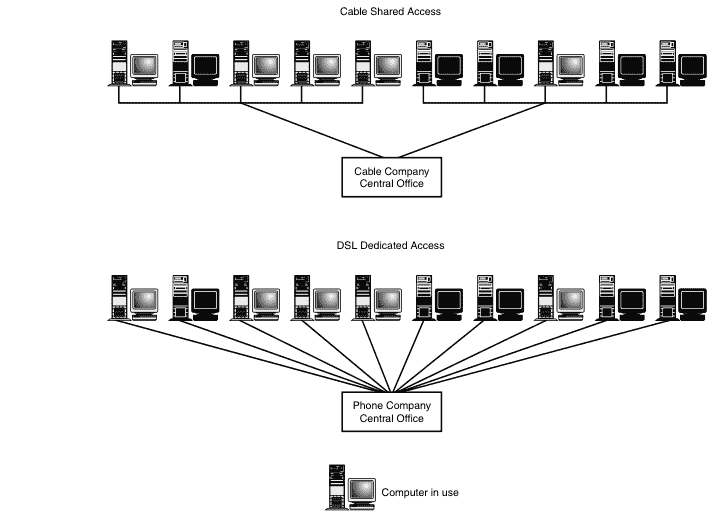 Cable Shared Access
Cable Company
Central Office
DSL Dedicated Access
Phone Company
Central Office
Computer in use